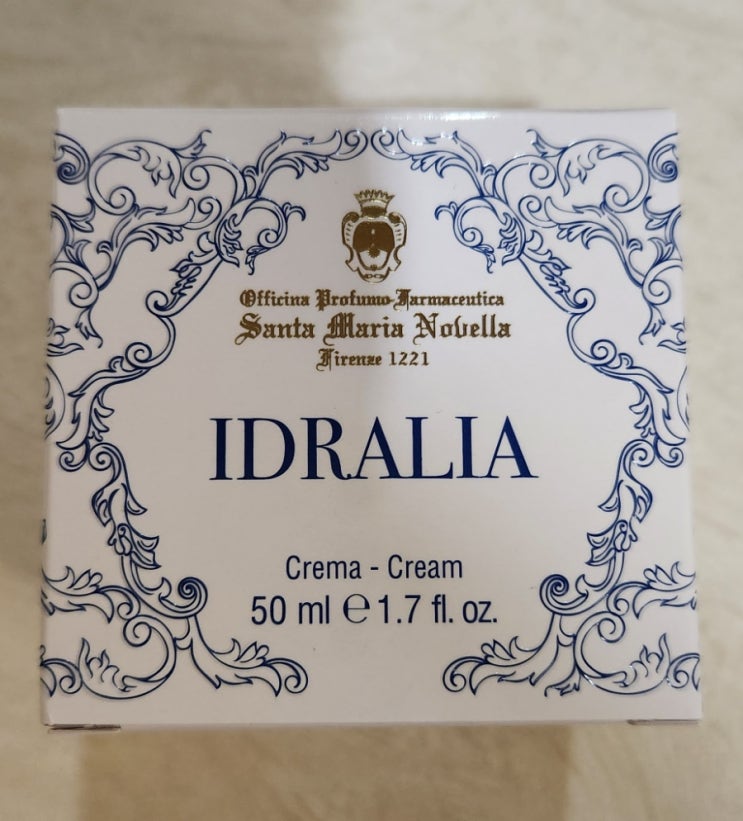 Officina Profumo-Farmaceutica
Santa Maria Novella
Firenze 1221
IDRALIA
Crema - Cream
50 ml ℮ 1.7 fl. oz.